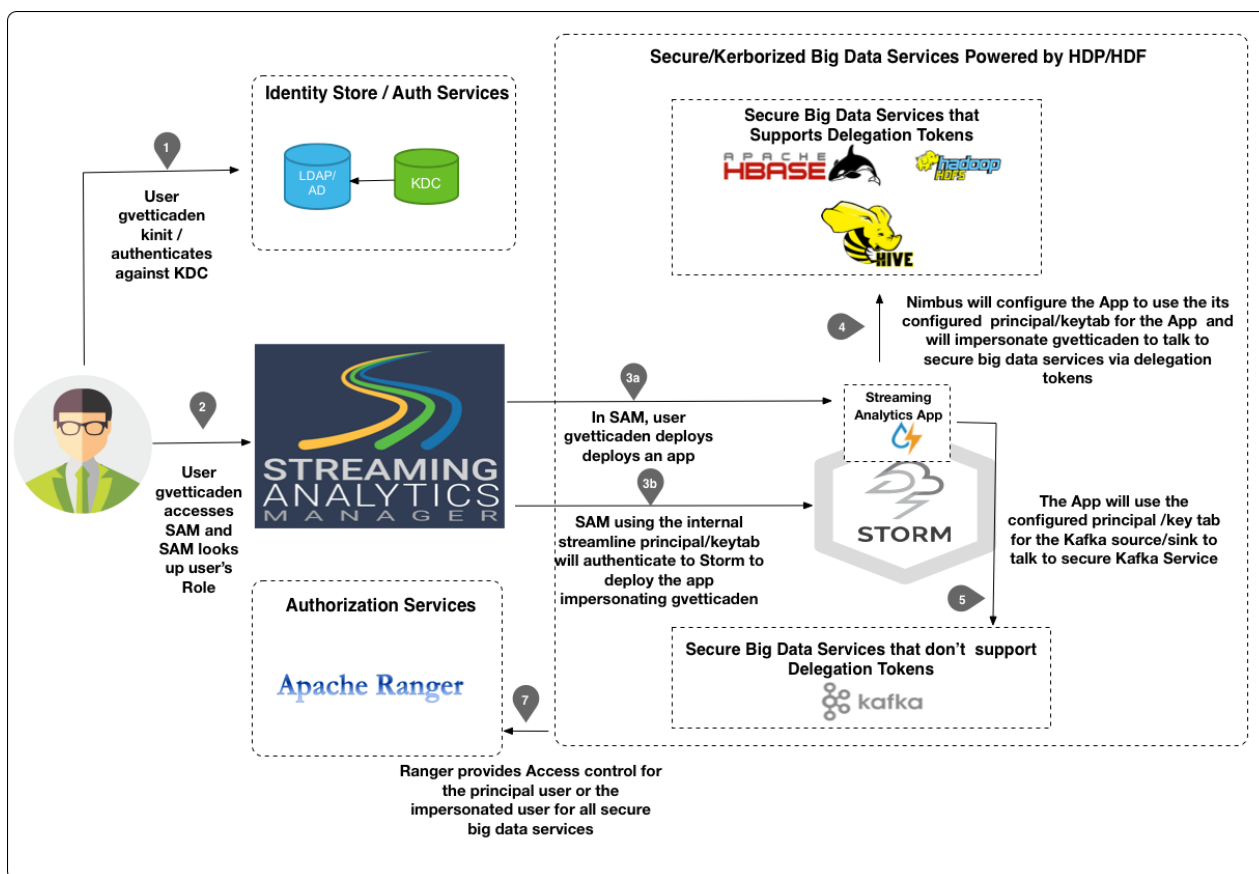 Secure/Kerborized Big Data Services Powered by HDP/HDF
Identity Store / Auth Services
LDAP/
AD
KDC
1
User
gvetticaden
kinit /
authenticates
against KDC
Secure Big Data Services that
Supports Delegation Tokens
APACHE
HBASE
hadoop
HDFS
HIVE
4
Nimbus will configure the App to use the its
configured principal/keytab for the App and
will impersonate gvetticaden to talk to
secure big data services via delegation
tokens
2
User
gvetticaden
accesses
SAM and
SAM looks
up user's
Role
STREAMING
ANALYTICS
MANAGER
3a
In SAM, user
gvetticaden deploys
deploys an app
3b
SAM using the internal
streamline principal/keytab
will authenticate to Storm to
deploy the app
impersonating gvetticaden
Streaming
Analytics App
STORM
The App will use the
configured principal /key tab
for the Kafka source/sink to
talk to secure Kafka Service
5
Secure Big Data Services that don't support
Delegation Tokens
kafka
Authorization Services
Apache Ranger
7
Ranger provides Access control for
the principal user or the
impersonated user for all secure
big data services